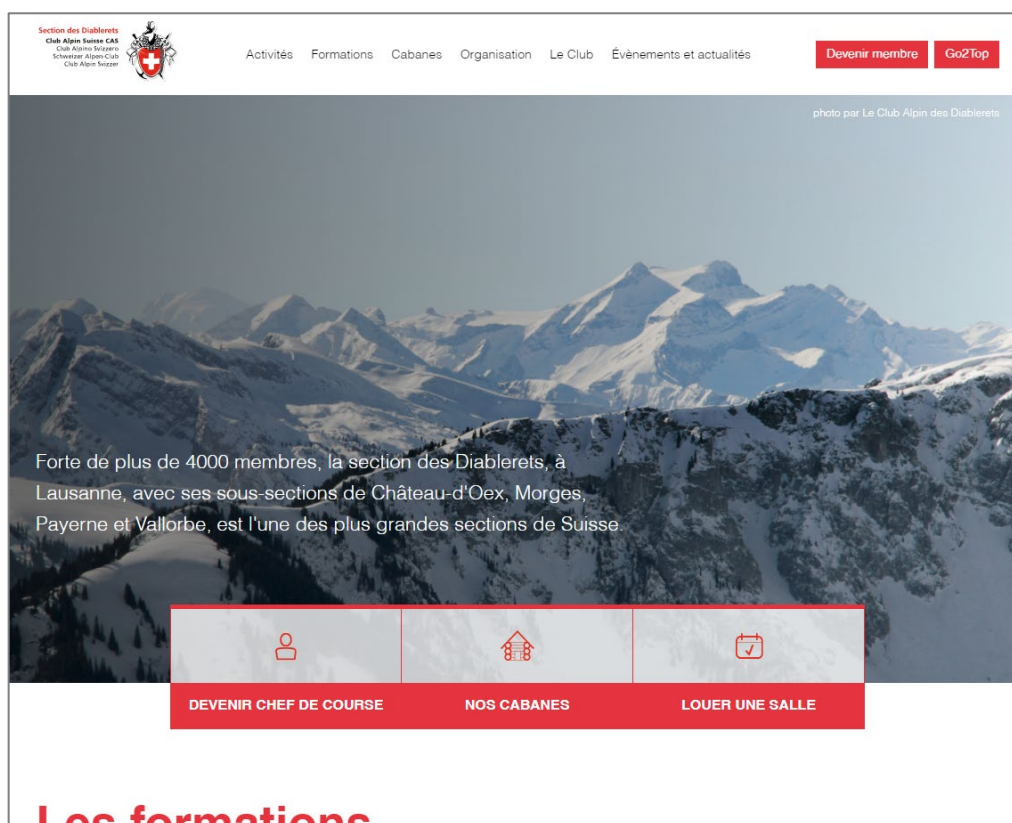 Section des Diablerets
Club Alpin Suisse CAS
Club Alpino Svizzero
Schweizer Alpen-Club
Club Alpin Svizzer
Activités Formations Cabanes Organisation Le Club Évènements et actualités Devenir membre Go2Top
photo par Le Club Alpin des Diablerets
Forte de plus de 4000 membres, la section des Diablerets, à
Lausanne, avec ses sous-sections de Château-d'Oex, Morges,
Payerne et Vallorbe, est l'une des plus grandes sections de Suisse.
DEVENIR CHEF DE COURSE NOS CABANES LOUER UNE SALLE
Les formations